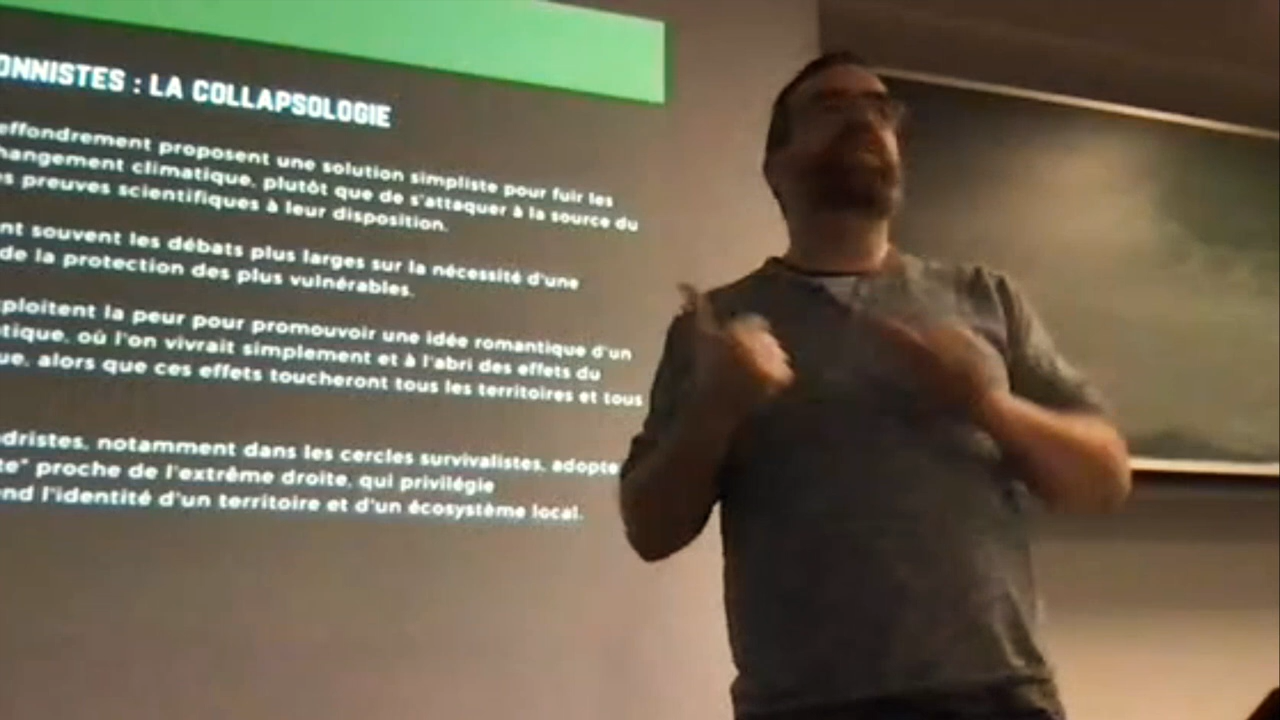 ONNISTES : LA COLLAPSOLOGIE
effondrement proposent une solution simpliste pour fuir les
hangement climatique, plutôt que de s'attaquer à la source du
s preuves scientifiques à leur disposition.
nt souvent les débats plus larges sur la nécessité d'une
de la protection des plus vulnérables.
ploitent la peur pour promouvoir une idée romantique d'un
tique, où l'on vivrait simplement et à l'abri des effets du
ue, alors que ces effets toucheront tous les territoires et tous
dristes, notamment dans les cercles survivalistes, adopte
te" proche de l'extrême droite, qui privilégie
nd l'identité d'un territoire et d'un écosystème local.